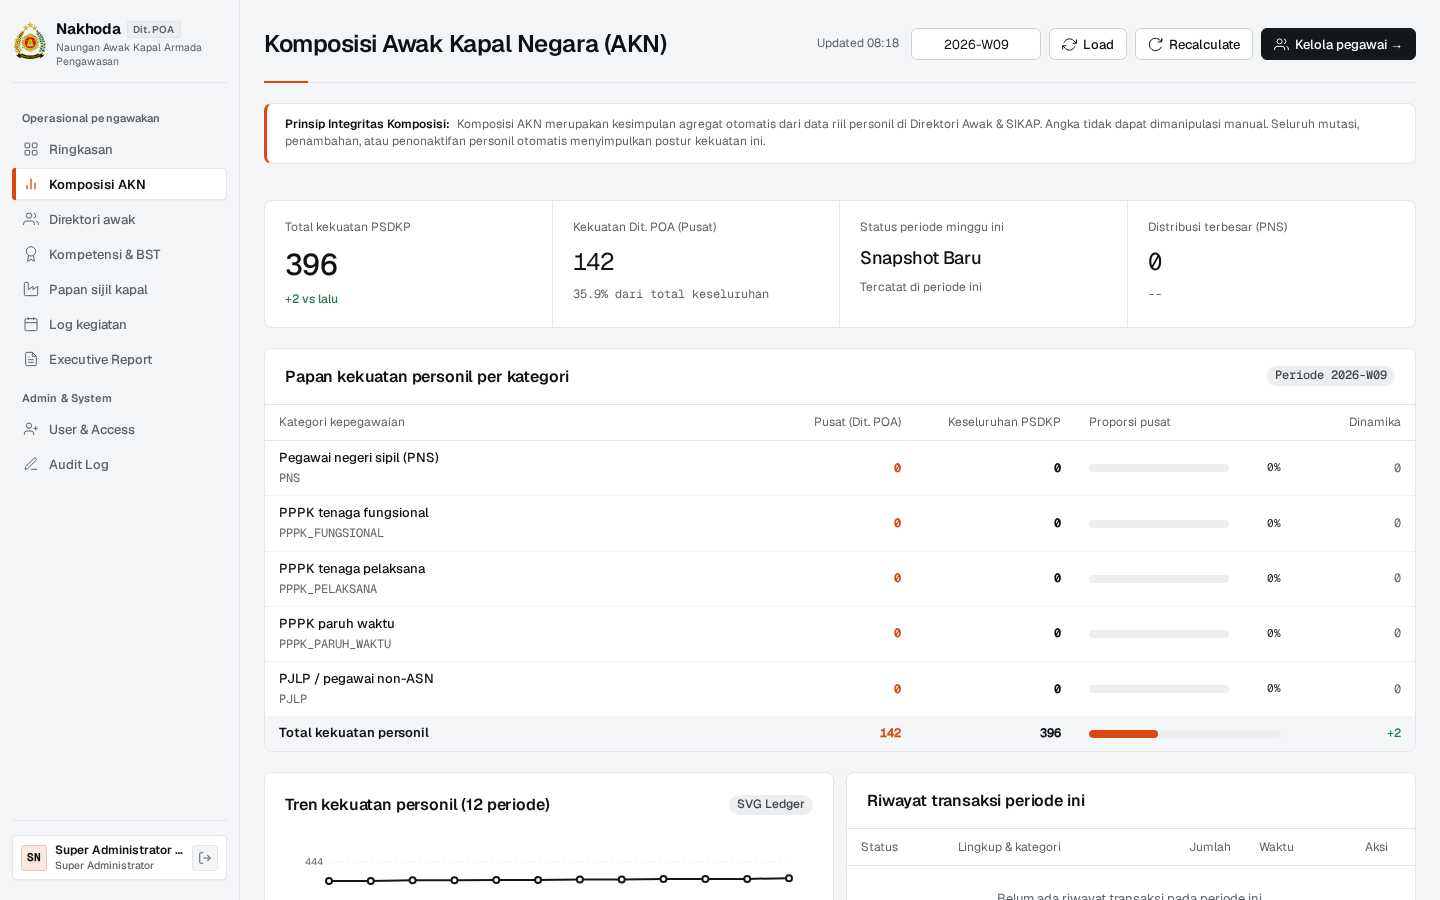 Nakhoda Dit. POA
Naungan Awak Kapal Armada
Pengawasan
Operasional pengawakan
Ringkasan
Komposisi AKN
Direktori awak
Kompetensi & BST
Papan sijil kapal
Log kegiatan
Executive Report
Admin & System
User & Access
Audit Log
SN Super Administrator ...
Super Administrator
Komposisi Awak Kapal Negara (AKN)
Updated 08:18
2026-W09
Load
Recalculate
Kelola pegawai →
Prinsip Integritas Komposisi: Komposisi AKN merupakan kesimpulan agregat otomatis dari data riil personil di Direktori Awak & SIKAP. Angka tidak dapat dimanipulasi manual. Seluruh mutasi,
penambahan, atau penonaktifan personil otomatis menyimpulkan postur kekuatan ini.
Total kekuatan PSDKP
396
+2 vs lalu
Kekuatan Dit. POA (Pusat)
142
35.9% dari total keseluruhan
Status periode minggu ini
Snapshot Baru
Tercatat di periode ini
Distribusi terbesar (PNS)
0
--
Papan kekuatan personil per kategori
Periode 2026-W09
Kategori kepegawaian Pusat (Dit. POA) Keseluruhan PSDKP Proporsi pusat Dinamika
Pegawai negeri sipil (PNS)
PNS
0 0 0% 0
PPPK tenaga fungsional
PPPK_FUNGSIONAL
0 0 0% 0
PPPK tenaga pelaksana
PPPK_PELAKSANA
0 0 0% 0
PPPK paruh waktu
PPPK_PARUH_WAKTU
0 0 0% 0
PJLP / pegawai non-ASN
PJLP
0 0 0% 0
Total kekuatan personil 142 396 +2
Tren kekuatan personil (12 periode)
SVG Ledger
444
Riwayat transaksi periode ini
Status Lingkup & kategori Jumlah Waktu Aksi
Belum ada riwayat transaksi pada periode ini